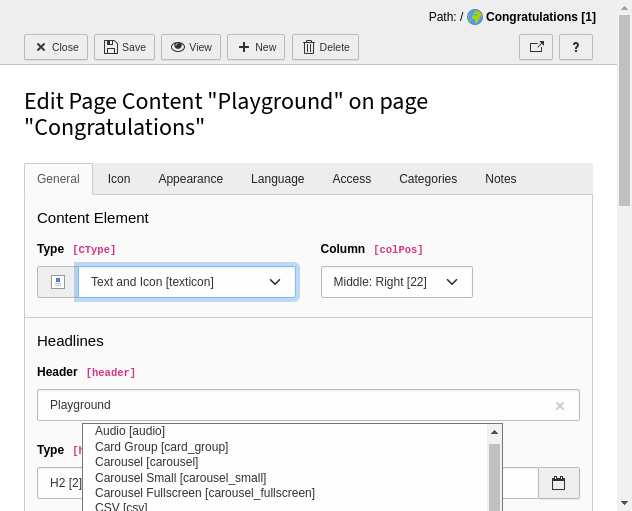 Path: / Congratulations [1]
Close Save View New Delete ?
Edit Page Content "Playground" on page
"Congratulations"
General Icon Appearance Language Access Categories Notes
Content Element
Type [CType] Column [colPos]
Text and Icon [texticon] Middle: Right [22]
Headlines
Header [header]
Playground
Audio [audio]
Type [h
Card Group [card_group]
Carousel [carousel]
Carousel Small [carousel_small]
H2 [2]
Carousel Fullscreen [carousel_fullscreen]
CSV [csv]